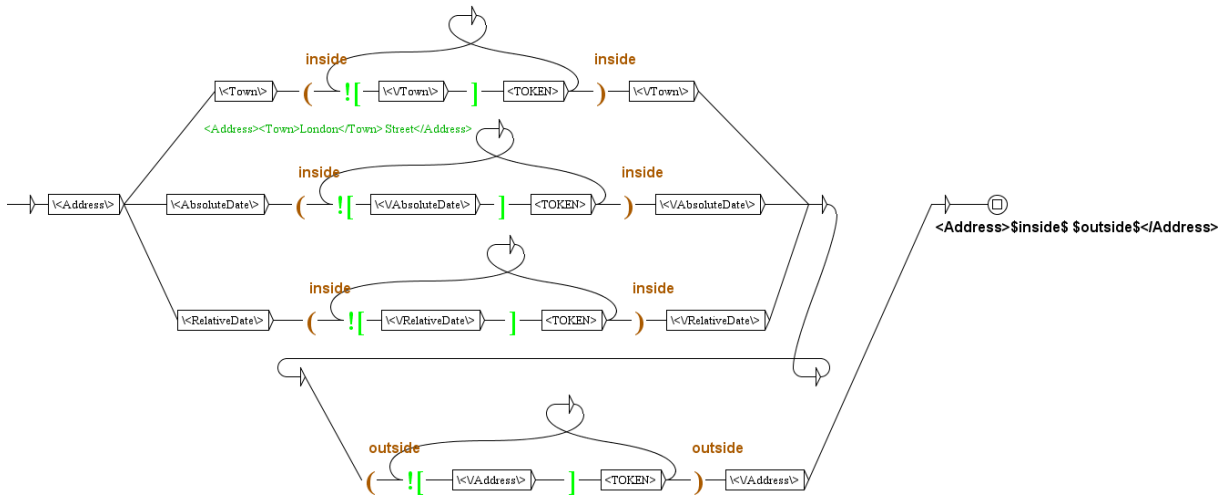 inside inside
\<Town\> ( ![ \<\/Town\> ] <TOKEN> ) \<\/Town\>
<Address><Town>London</Town> Street</Address>
inside inside
\<Address\> \<AbsoluteDate\> ( ![ \<\/AbsoluteDate\> ] <TOKEN> ) \<\/AbsoluteDate\>
<Address>$inside$ $outside$</Address>
inside inside
\<RelativeDate\> ( ![ \<\/RelativeDate\> ] <TOKEN> ) \<\/RelativeDate\>
outside outside
( ![ \<\/Address\> ] <TOKEN> ) \<\/Address\>